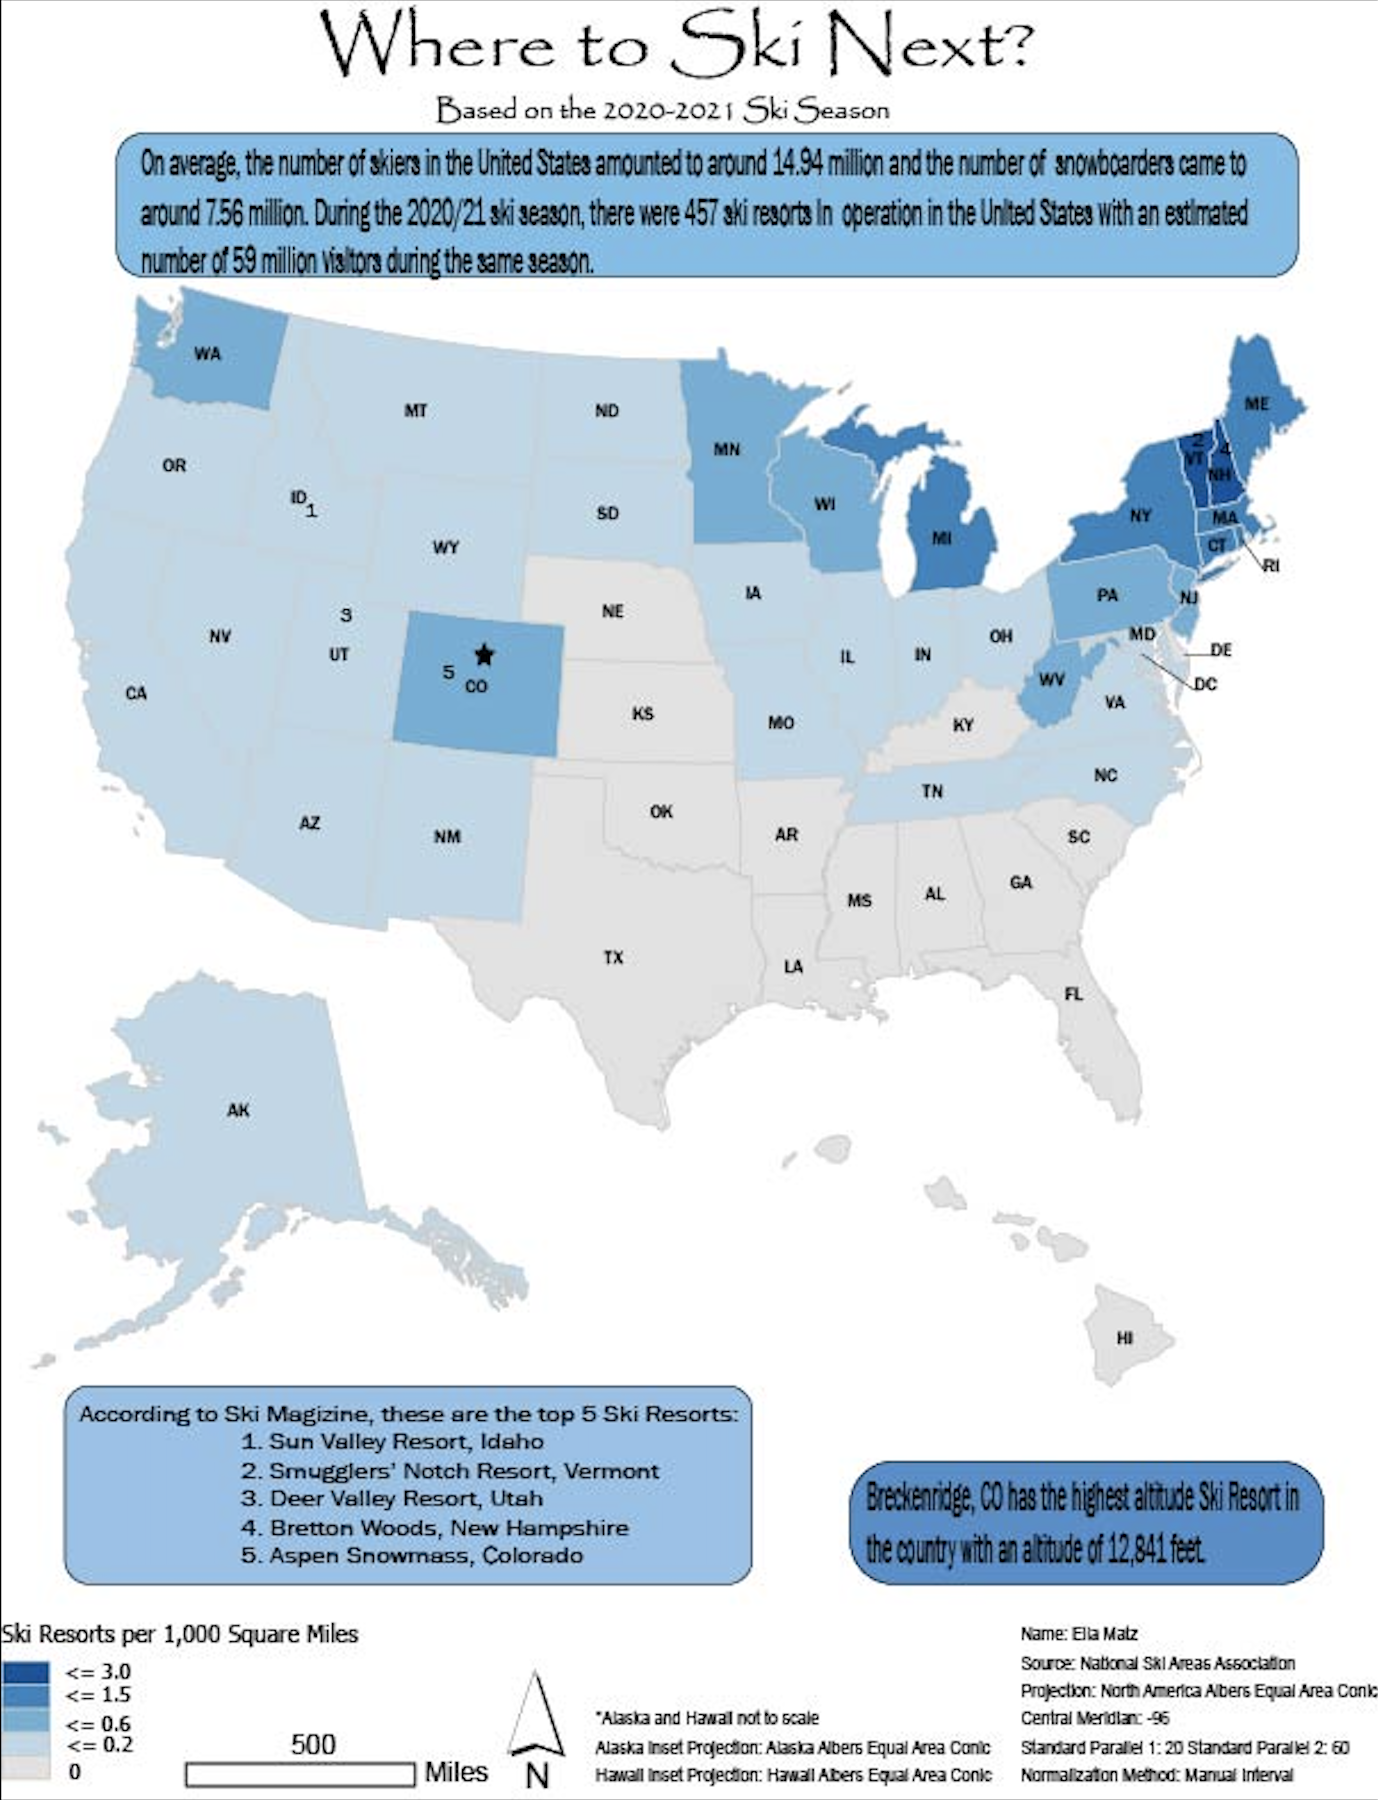 Where to Ski Next?
Based on the 2020-2021 Ski Season
On average, the number of skiers in the United States amounted to around 14.94 million and the number of snowboarders came to
around 7.56 million. During the 2020/21 ski season, there were 457 ski resorts in operation in the United States with an estimated
number of 59 million visitors during the same season.
WA
MT
ND
MN
ME
OR
ID
1
SD
WI
2
VT
4
NH
WY
MI
NY
MA
CT
RI
3
NE
IA
PA
NJ
NV
UT
5
CO
IL
IN
OH
MD
DE
DC
CA
KS
MO
KY
WV
VA
AZ
NM
OK
AR
TN
NC
SC
TX
LA
MS
AL
GA
FL
AK
HI
According to Ski Magizine, these are the top 5 Ski Resorts:
1. Sun Valley Resort, Idaho
2. Smugglers' Notch Resort, Vermont
3. Deer Valley Resort, Utah
4. Bretton Woods, New Hampshire
5. Aspen Snowmass, Colorado
Breckenridge, CO has the highest altitude Ski Resort in
the country with an altitude of 12,841 feet.
Ski Resorts per 1,000 Square Miles
<= 3.0
<= 1.5
<= 0.6
<= 0.2
0
500
Miles
N
*Alaska and Hawaii not to scale
Alaska Inset Projection: Alaska Albers Equal Area Conic
Hawaii Inset Projection: Hawaii Albers Equal Area Conic
Name: Ella Matz
Source: National Ski Areas Association
Projection: North America Albers Equal Area Conic
Central Meridian: -96
Standard Parallel 1: 20 Standard Parallel 2: 60
Normalization Method: Manual Interval